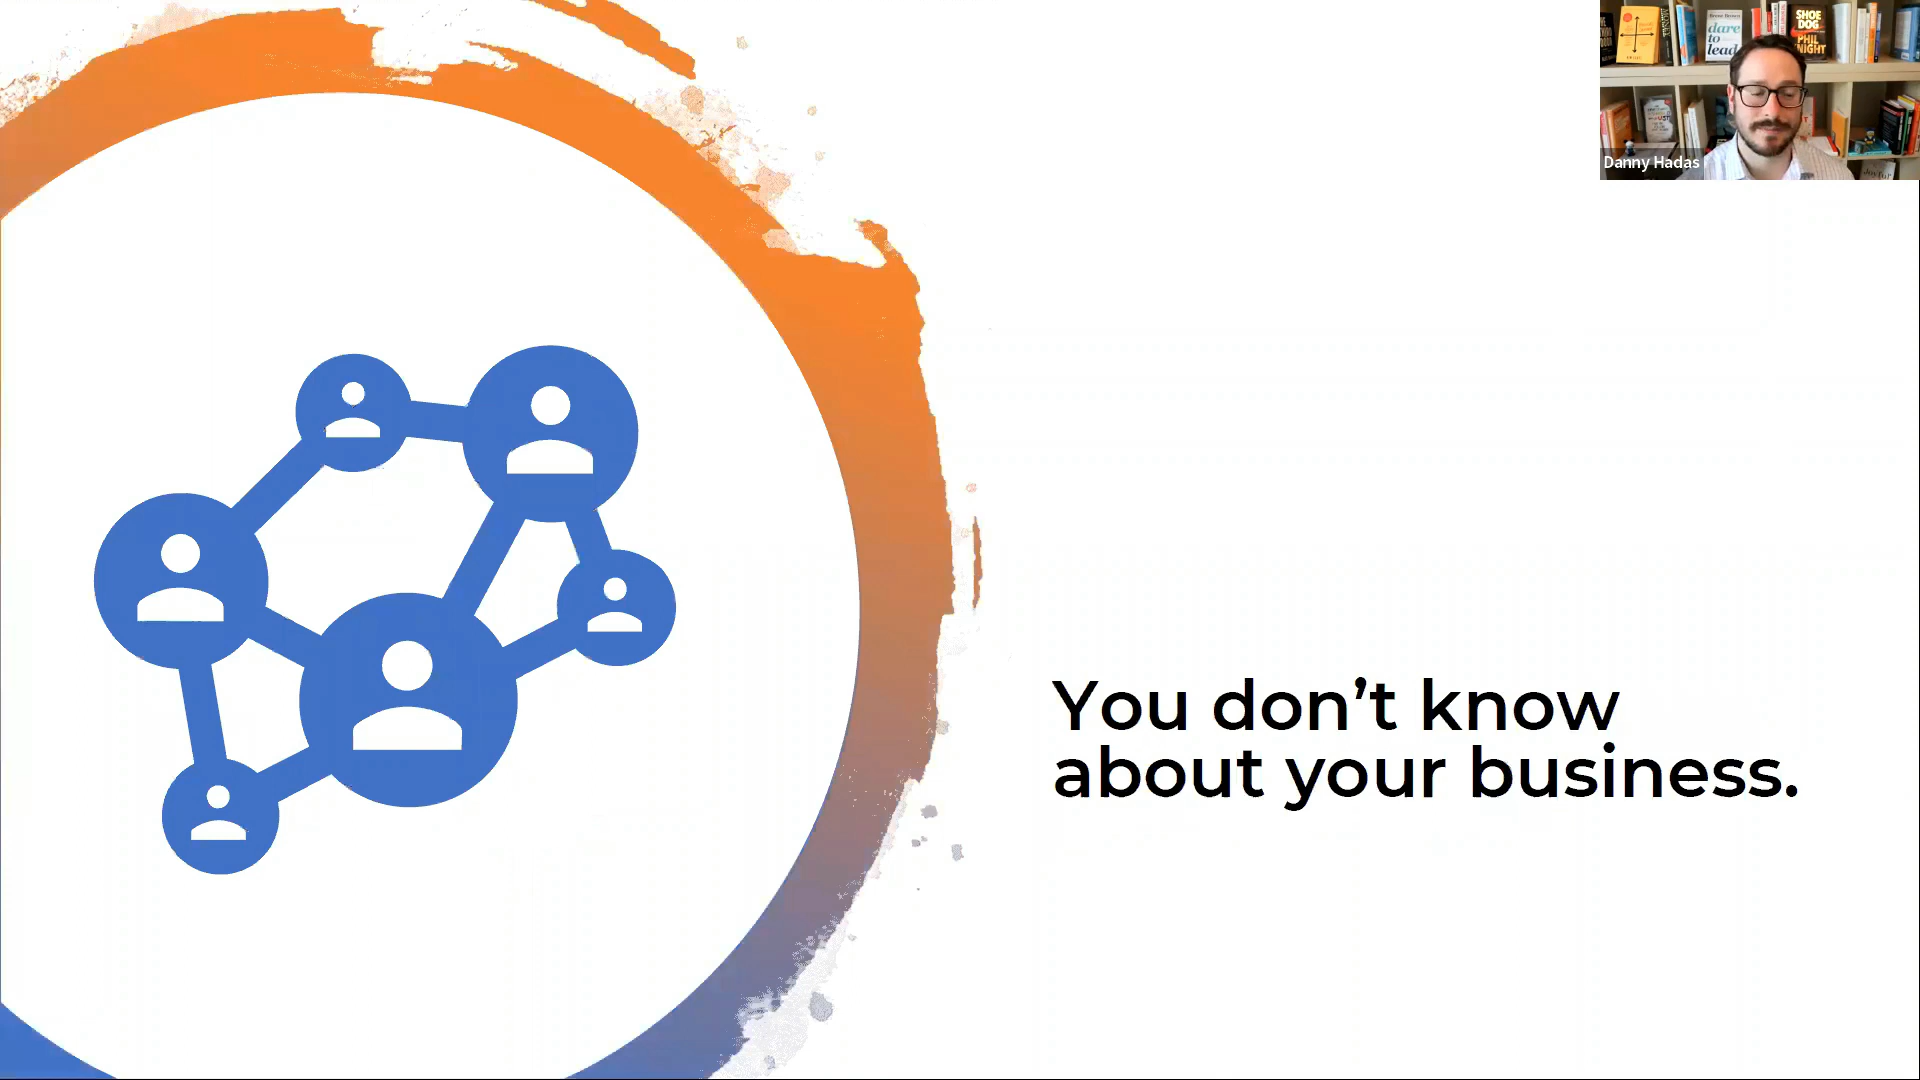 SHOE
DOG
PHIL
KNIGHT
dare
to
lead
Danny Hadas
You don’t know
about your business.